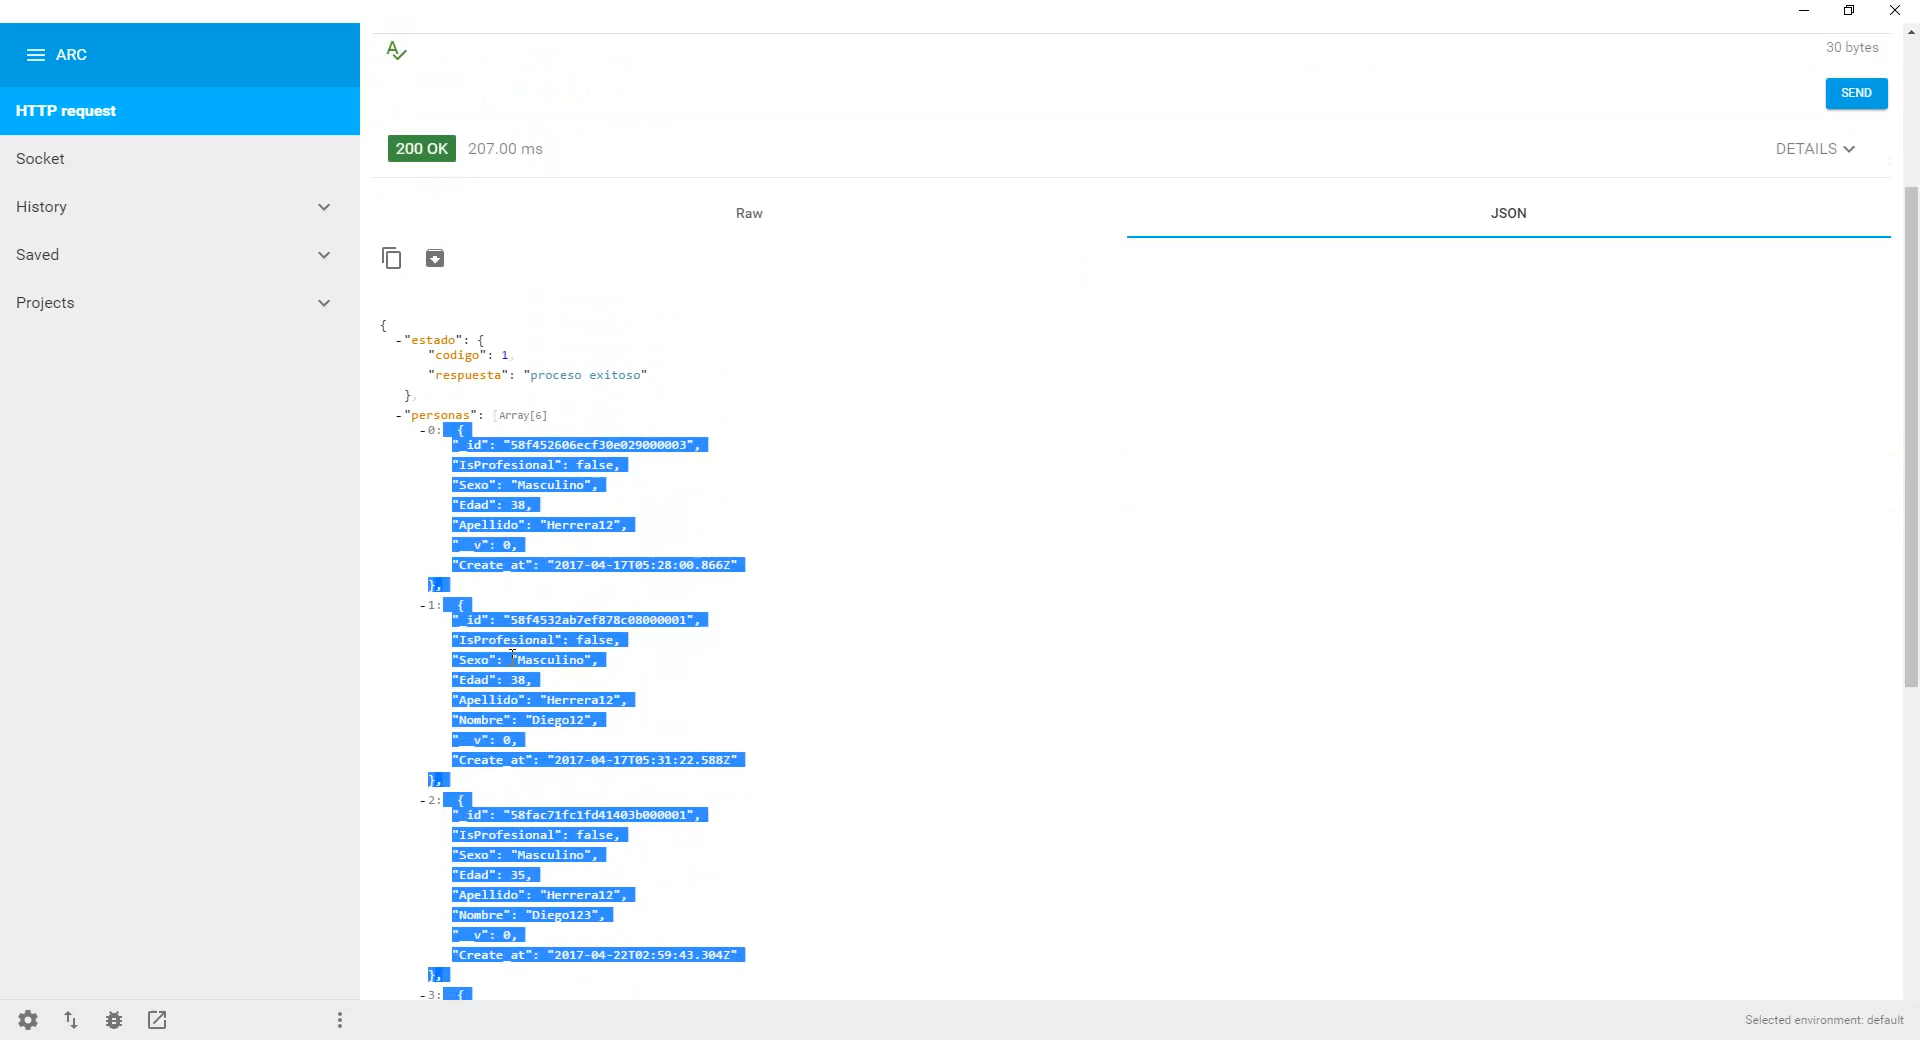 ARC
30 bytes
HTTP request
SEND
Socket
200 OK 207.00 ms DETAILS
History
Raw JSON
Saved
Projects
{
-"estado": {
"codigo": 1,
"respuesta": "proceso exitoso"
},
-"personas": [Array[6]
-0: {
"_id": "58f452606ecf30e029000003",
"IsProfesional": false,
"Sexo": "Masculino",
"Edad": 38,
"Apellido": "Herrera12",
"__v": 0,
"Create_at": "2017-04-17T05:28:00.866Z"
},
-1: {
"_id": "58f4532ab7ef878c08000001",
"IsProfesional": false,
"Sexo": "Masculino",
"Edad": 38,
"Apellido": "Herrera12",
"Nombre": "Diego12",
"__v": 0,
"Create_at": "2017-04-17T05:31:22.588Z"
},
-2: {
"_id": "58fac71fc1fd41403b000001",
"IsProfesional": false,
"Sexo": "Masculino",
"Edad": 35,
"Apellido": "Herrera12",
"Nombre": "Diego123",
"__v": 0,
"Create_at": "2017-04-22T02:59:43.304Z"
},
-3: {
Selected environment: default